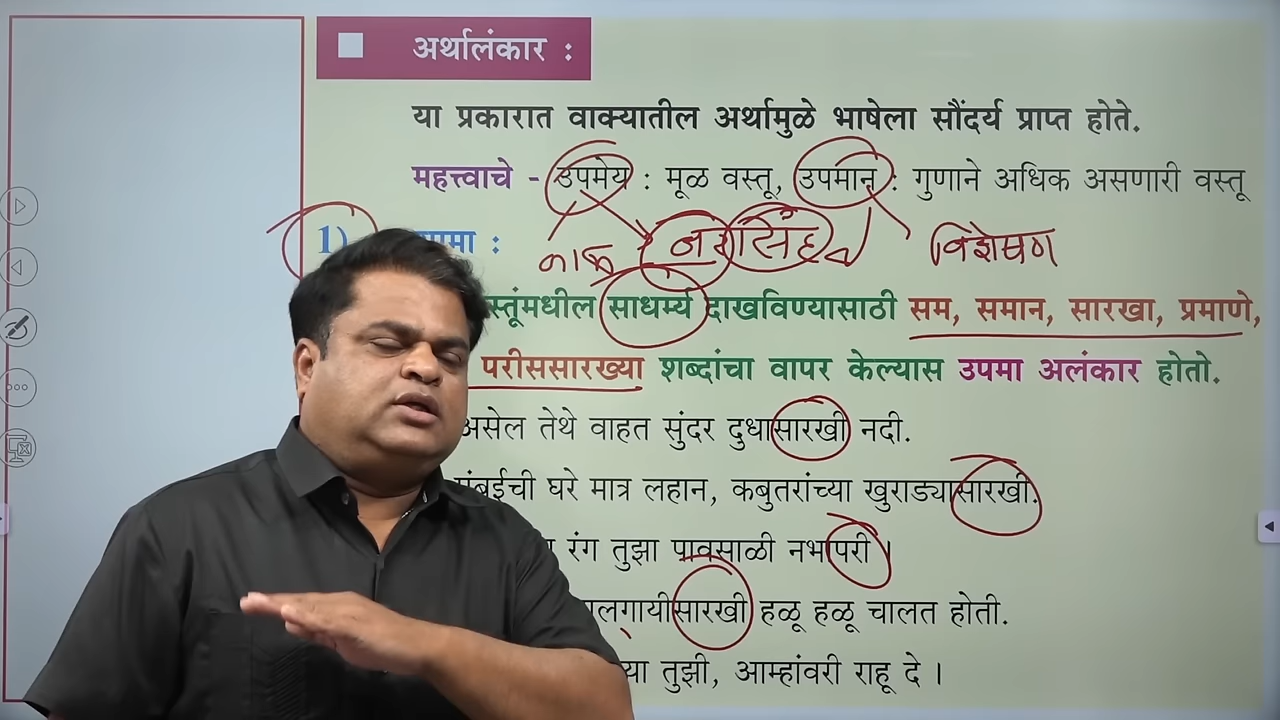 अर्थालंकार :
या प्रकारात वाक्यातील अर्थामुळे भाषेला सौंदर्य प्राप्त होते.
महत्त्वाचे - उपमेय : मूळ वस्तू, उपमान : गुणाने अधिक असणारी वस्तू
1) :
नरसिंह विशेषण
साधर्म्य दाखविण्यासाठी सम, समान, सारखा, प्रमाणे,
परीससारख्या शब्दांचा वापर केल्यास उपमा अलंकार होतो.
असेल तेथे वाहत सुंदर दुधासारखी नदी.
मुंबईची घरे मात्र लहान, कबुतरांच्या खुराड्यासारखी.
रंग तुझा पावसाळी नभापरी ।
हळू हळू चालत होती.
तुझी, आम्हांवरी राहू दे ।